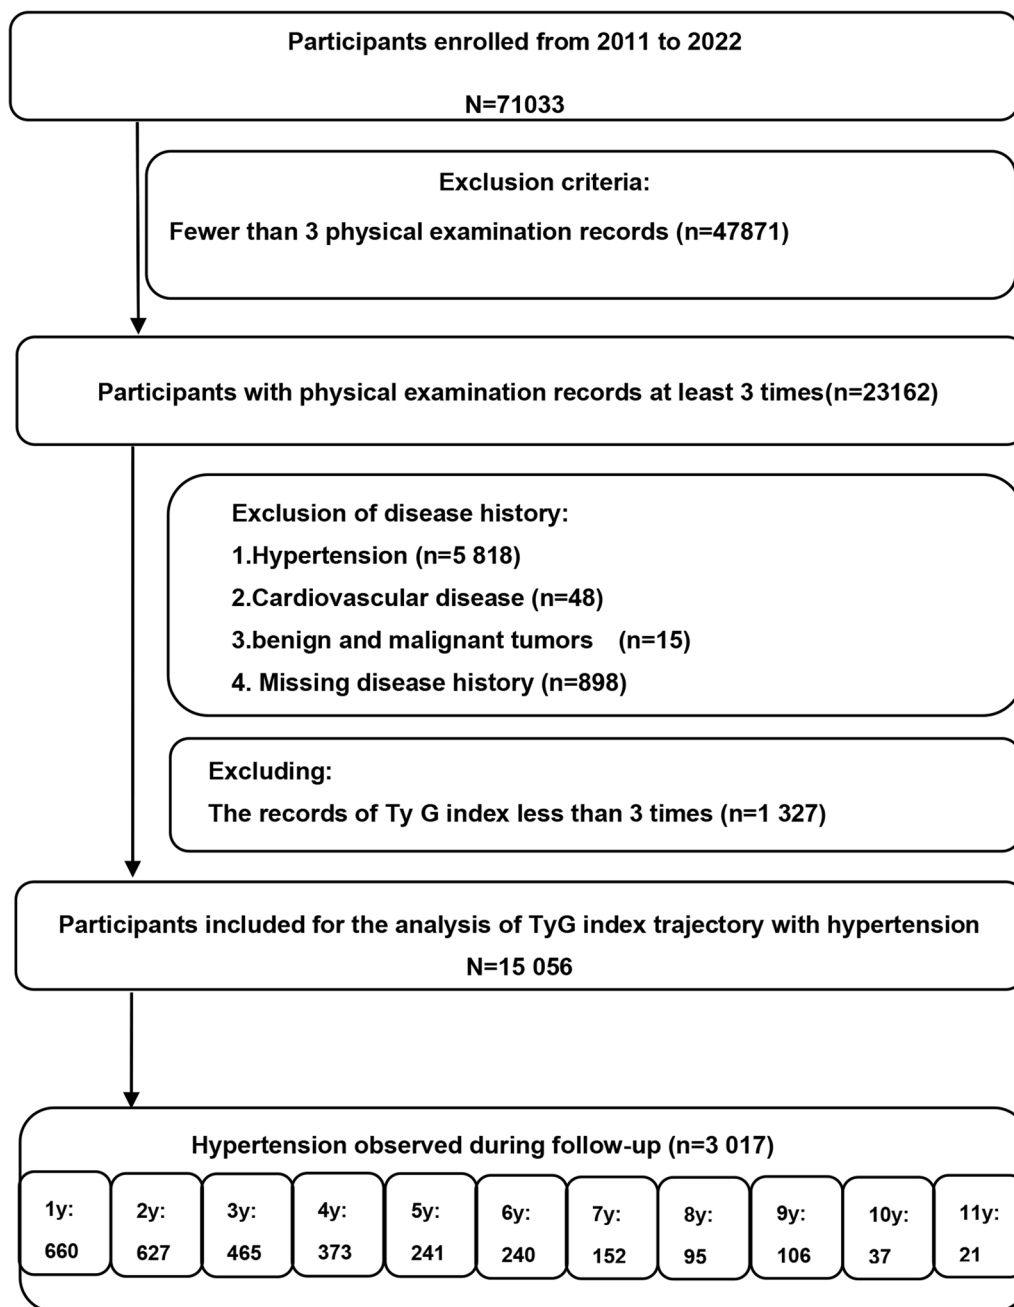 Participants enrolled from 2011 to 2022
N=71033
Exclusion criteria:
Fewer than 3 physical examination records (n=47871)
Participants with physical examination records at least 3 times(n=23162)
Exclusion of disease history:
1.Hypertension (n=5 818)
2.Cardiovascular disease (n=48)
3.benign and malignant tumors (n=15)
4. Missing disease history (n=898)
Excluding:
The records of Ty G index less than 3 times (n=1 327)
Participants included for the analysis of TyG index trajectory with hypertension
N=15 056
Hypertension observed during follow-up (n=3 017)
1y:
660
2y:
627
3y:
465
4y:
373
5y:
241
6y:
240
7y:
152
8y:
95
9y:
106
10y:
37
11y:
21